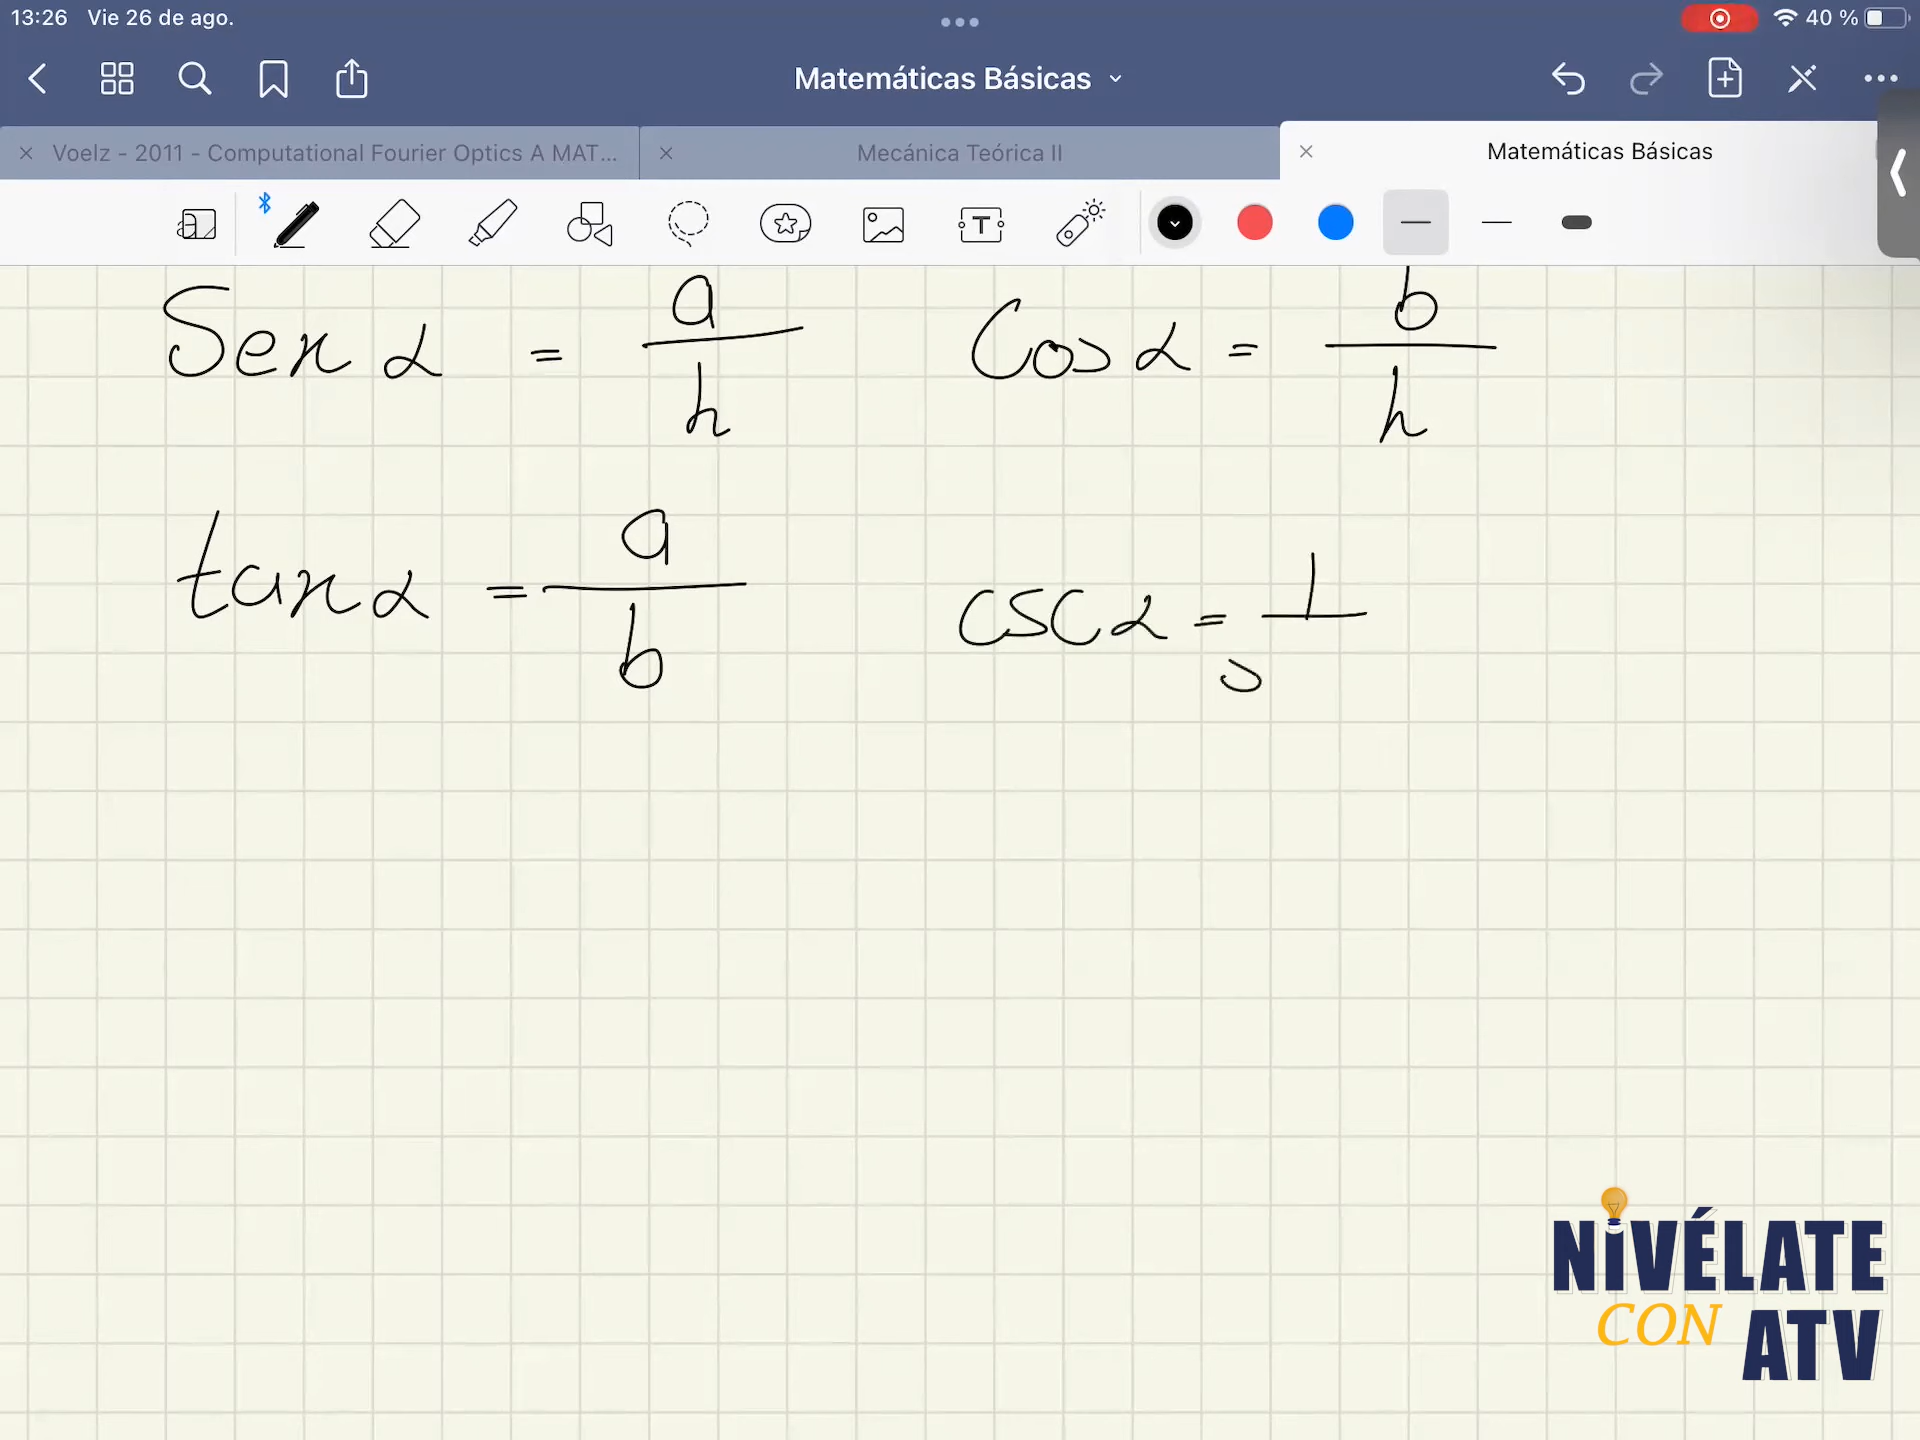 13:26 Vie 26 de ago.
40 %
Matemáticas Básicas
Voelz - 2011 - Computational Fourier Optics A MAT...
Mecánica Teórica II
Matemáticas Básicas
Sen α = a/h
Cos α = b/h
tan α = a/b
csc α = 1/s
NIVÉLATE
CON
ATV